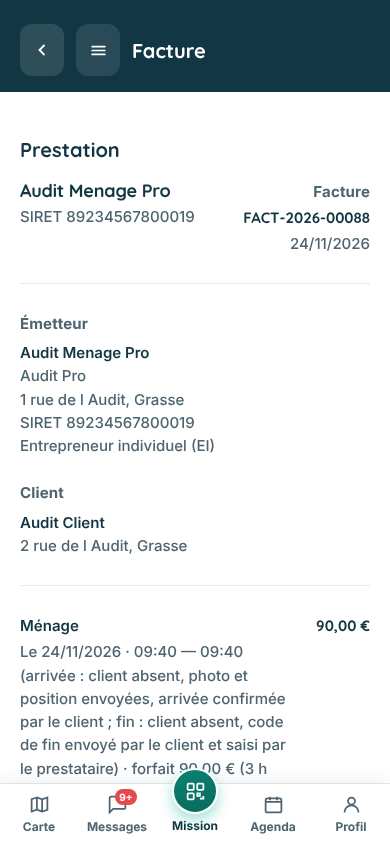 Facture
Prestation
Audit Menage Pro
Facture
SIRET 89234567800019
FACT-2026-00088
24/11/2026
Émetteur
Audit Menage Pro
Audit Pro
1 rue de l Audit, Grasse
SIRET 89234567800019
Entrepreneur individuel (EI)
Client
Audit Client
2 rue de l Audit, Grasse
Ménage
90,00 €
Le 24/11/2026 · 09:40 — 09:40
(arrivée : client absent, photo et
position envoyées, arrivée confirmée
par le client ; fin : client absent, code
de fin envoyé par le client et saisi par
le prestataire) · forfait 90,00 € (3 h
9+
Carte
Messages
Mission
Agenda
Profil